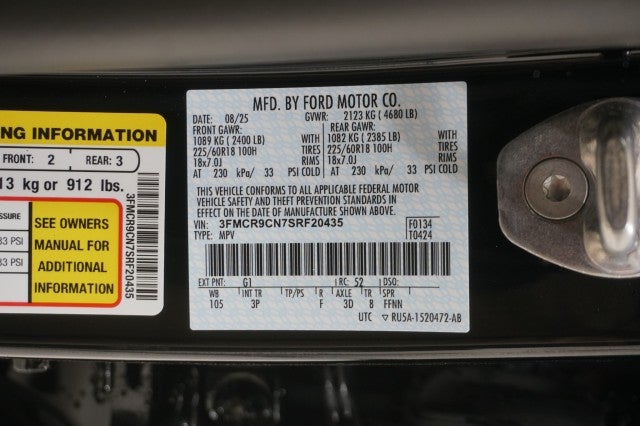 NG INFORMATION
FRONT: 2 REAR: 3
13 kg or 912 lbs.
SSURE
33 PSI
33 PSI
SEE OWNERS
MANUAL FOR
ADDITIONAL
INFORMATION
3FMCR9CN7SRF20435
MFD. BY FORD MOTOR CO.
DATE: 08/25 GVWR: 2123 KG ( 4680 LB)
FRONT GAWR: REAR GAWR:
1089 KG ( 2400 LB) 1082 KG ( 2385 LB)
225/60R18 100H TIRES 225/60R18 100H TIRES
18x7.0J RIMS 18x7.0J RIMS
AT 230 kPa/ 33 PSI COLD AT 230 kPa/ 33 PSI COLD
THIS VEHICLE CONFORMS TO ALL APPLICABLE FEDERAL MOTOR
VEHICLE SAFETY AND THEFT PREVENTION STANDARDS IN
EFFECT ON THE DATE OF MANUFACTURE SHOWN ABOVE.
VIN: 3FMCR9CN7SRF20435 F0134
TYPE: MPV T0424
EXT PNT: G1 RC: 52 DSO:
WB INT TR TP/PS R AXLE TR SPR
105 3P F 3D 8 FFNN
UTC ▽ RU5A-1520472-AB